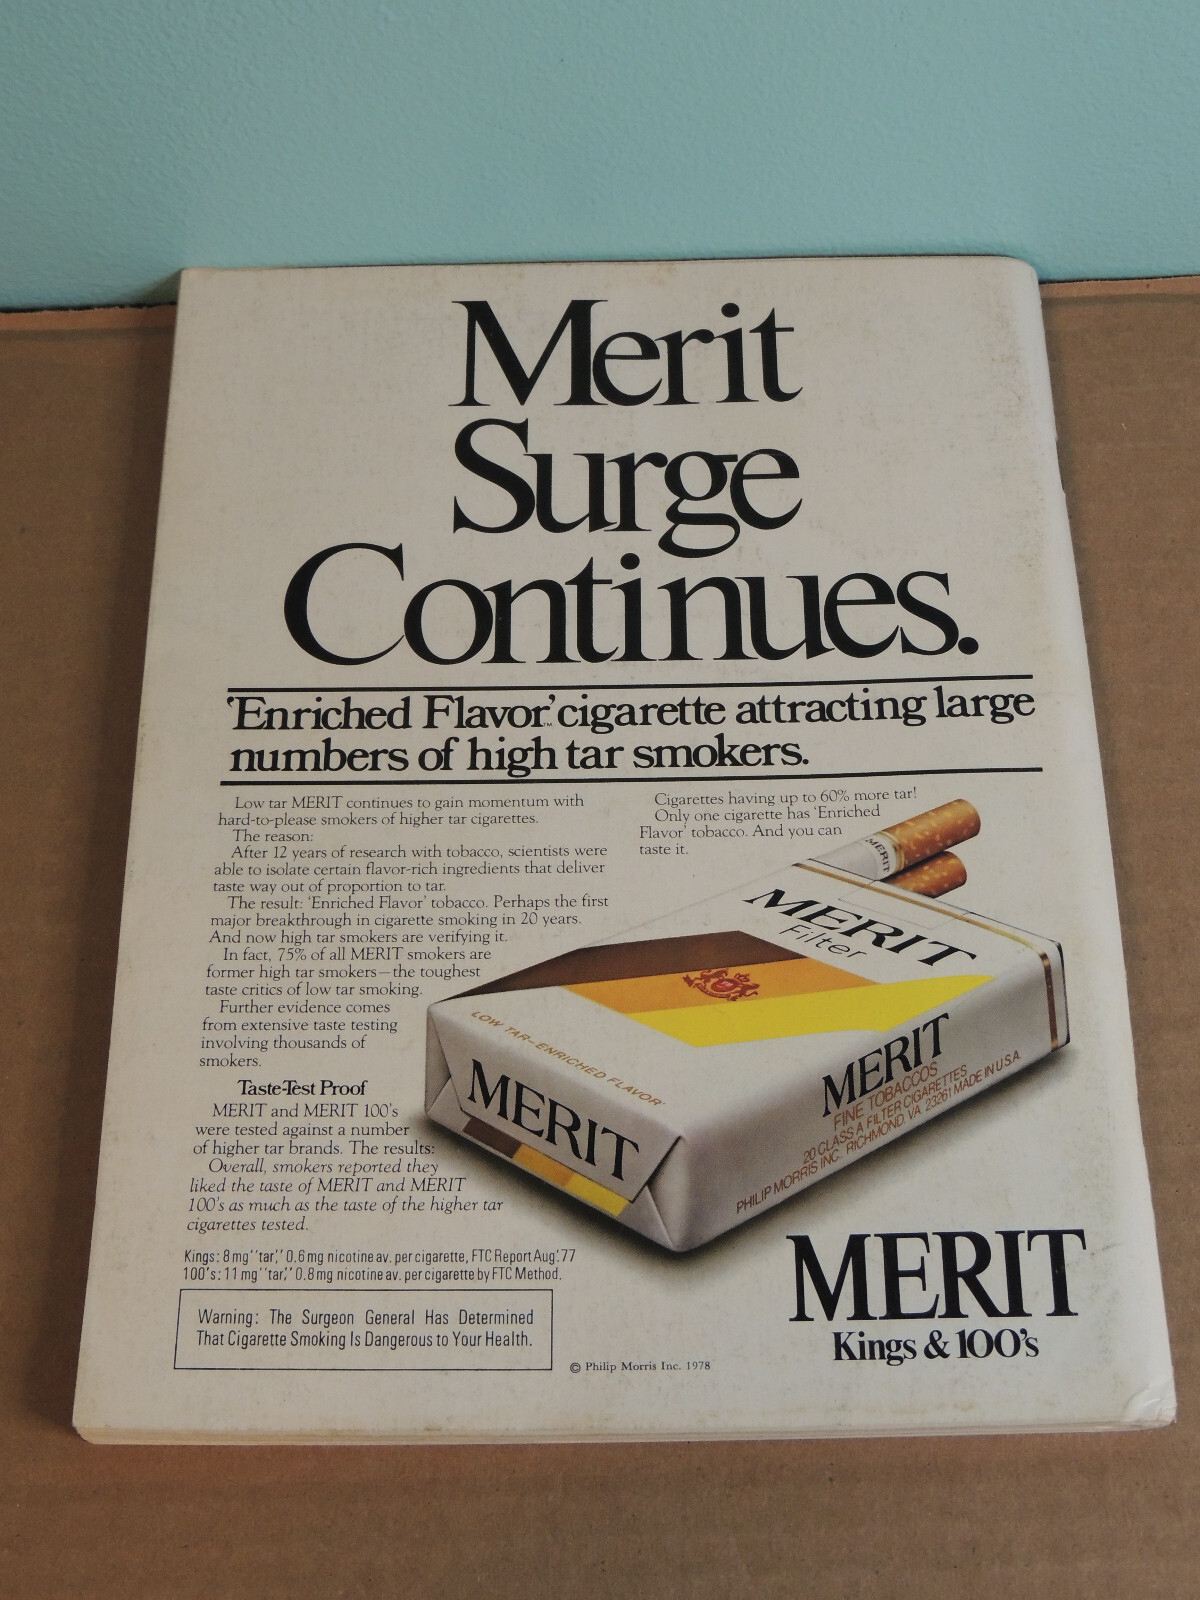 Merit
Surge
Continues.
'Enriched Flavor'™ cigarette attracting large
numbers of high tar smokers.
Low tar MERIT continues to gain momentum with
hard-to-please smokers of higher tar cigarettes.
The reason:
After 12 years of research with tobacco, scientists were
able to isolate certain flavor-rich ingredients that deliver
taste way out of proportion to tar.
The result: 'Enriched Flavor' tobacco. Perhaps the first
major breakthrough in cigarette smoking in 20 years.
And now high tar smokers are verifying it.
In fact, 75% of all MERIT smokers are
former high tar smokers—the toughest
taste critics of low tar smoking.
Further evidence comes
from extensive taste testing
involving thousands of
smokers.
Taste-Test Proof
MERIT and MERIT 100's
were tested against a number
of higher tar brands. The results:
Overall, smokers reported they
liked the taste of MERIT and MERIT
100's as much as the taste of the higher tar
cigarettes tested.
Cigarettes having up to 60% more tar!
Only one cigarette has 'Enriched
Flavor' tobacco. And you can
taste it.
MERIT
MERIT
Filter
LOW TAR–ENRICHED FLAVOR
MERIT
MERIT
FINE TOBACCOS
20 CLASS A FILTER CIGARETTES
PHILIP MORRIS INC., RICHMOND, VA. 23261 MADE IN U.S.A.
Kings: 8 mg "tar," 0.6 mg nicotine av. per cigarette, FTC Report Aug.'77
100's: 11 mg "tar," 0.8 mg nicotine av. per cigarette by FTC Method.
Warning: The Surgeon General Has Determined
That Cigarette Smoking Is Dangerous to Your Health.
© Philip Morris Inc. 1978
MERIT
Kings & 100's